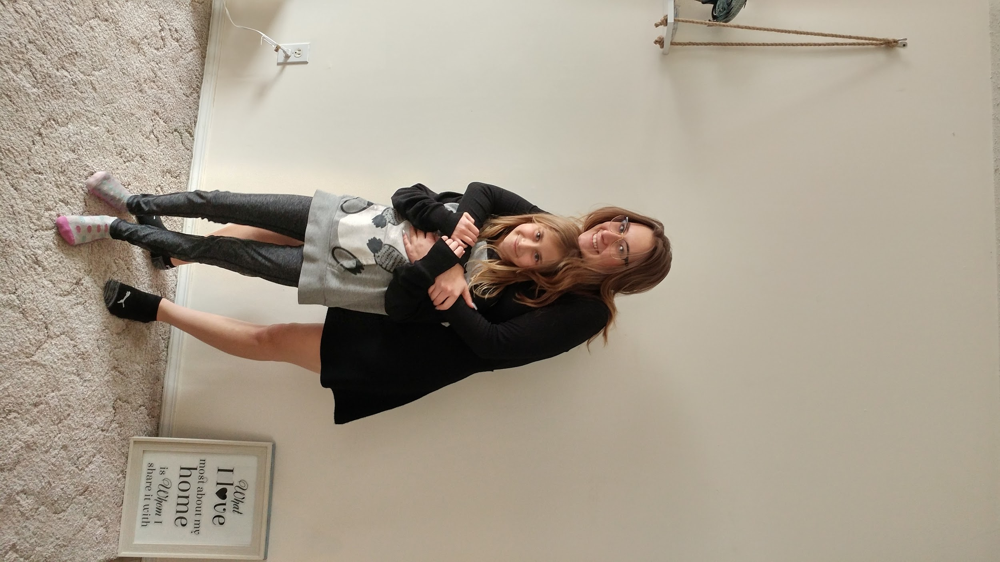 What
I love
most about my
home
is Whom I
share it with